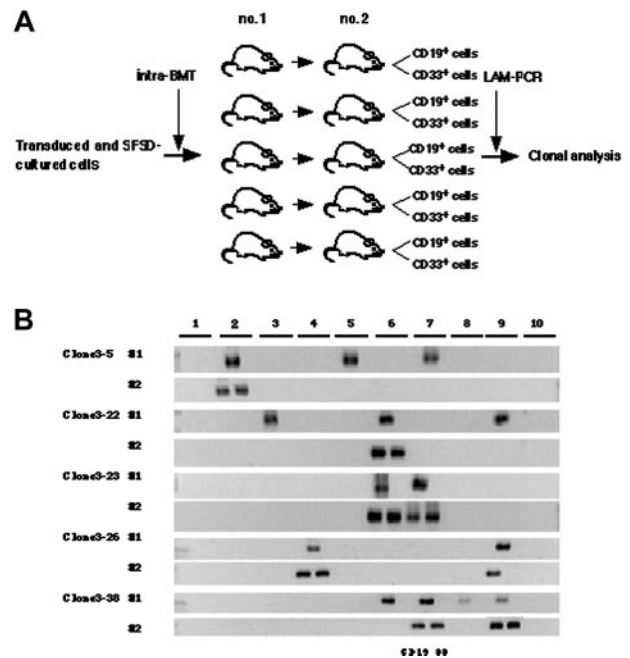 A
no.1 no.2
intra-BMT
CD19+ cells
CD33+ cells
LAM-PCR
CD19+ cells
CD33+ cells
Transduced and SFSD-
cultured cells
CD19+ cells
CD33+ cells
Clonal analysis
CD19+ cells
CD33+ cells
CD19+ cells
CD33+ cells
B
1 2 3 4 5 6 7 8 9 10
Clone3-5 #1
#2
Clone3-22 #1
#2
Clone3-23 #1
#2
Clone3-26 #1
#2
Clone3-38 #1
#2